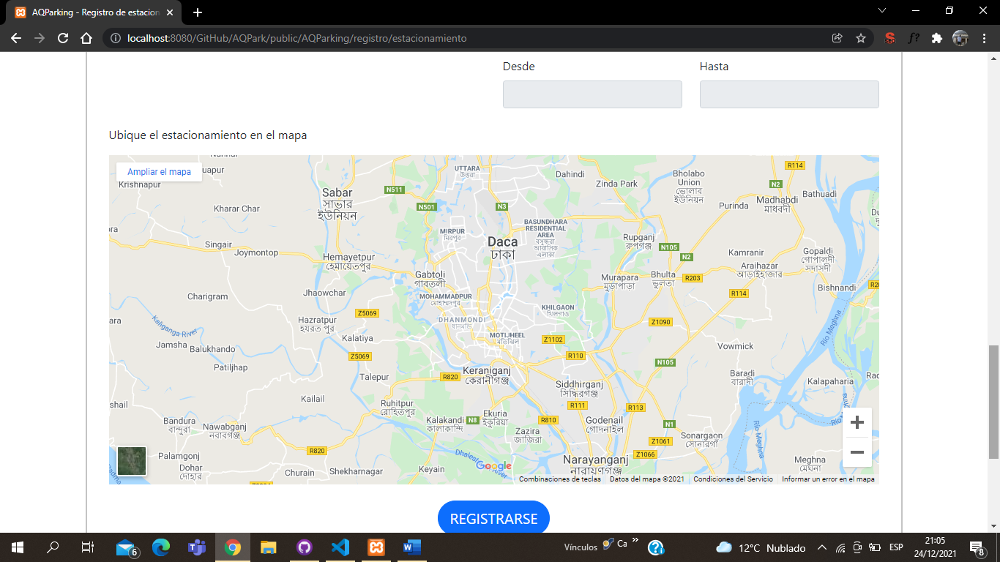 AQParking - Registro de estacion
localhost:8080/GitHub/AQPark/public/AQParking/registro/estacionamiento
Desde
Hasta
Ubique el estacionamiento en el mapa
Ampliar el mapa
Krishnapur
UTTARA
উত্তরা
Dahindi
Zinda Park
Bholabo
Union
ভোলাব
ইউনিয়ন
R114
N2
Bathuadi
Sabar
সাভার
ইউনিয়ন
N511
N501
N3
Kharar Char
Purinda
Madhabdi
মাধবদী
MIRPUR
মিরপুর
BASUNDHARA
RESIDENTIAL
AREA
বসুন্ধরা
আবাসিক
এলাকা
Daca
ঢাকা
Rupganj
রুপগঞ্জ
N105
N2
Singair
Joymontop
Hemayetpur
হেমায়েতপুর
Kamranir
Gopaldi
গোপালদী
সদাসদী
Araihazar
আড়াইহাজার
Gabtoli
গাবতলী
Murapara
মুড়াপাড়া
Bhulta
ভুলতা
R203
Bishnandi
Jhaochar
Charigram
MOHAMMADPUR
মোহাম্মদপুর
R114
KHILGAON
খিলগাও
Z5069
Hazratpur
হযরত পুর
DHANMONDI
ধানমন্ডি
Z1090
Kaliganga River
Kalatiya
MOTIJHEEL
মতিঝিল
Z1102
Río Meghna
Jamsha
Balukhando
Z5069
R110
N105
Vowmick
Patiljhap
Talepur
R820
Keraniganj
কেরানীগঞ্জ
Siddhirganj
সিদ্ধিরগঞ্জ
Baradi
বারাদী
Kalapaharia
Kailail
Ruhitpur
রোহিতপুর
R111
R113
Bandura
বান্দুরা
Nawabganj
নবাবগঞ্জ
Kalakandi
কালাকান্দি
N8
Ekuria
ইকুরিয়া
R810
Godenail
গোদনাইল
N1
Zazira
জাজিরা
Z1061
Sonargaon
সোনারগাঁ
Río Meghna
R820
Palamgonj
Dohar
দোহার
Churain
Shekharnagar
Keyain
Google
Narayanganj
নারায়ণগঞ্জ
Z1066
Meghna
মেঘনা
Combinaciones de teclas
Datos del mapa ©2021
Condiciones del Servicio
Informar un error en el mapa
REGISTRARSE
6
Vínculos
Ca
12°C Nublado
ESP
21:05
24/12/2021
8